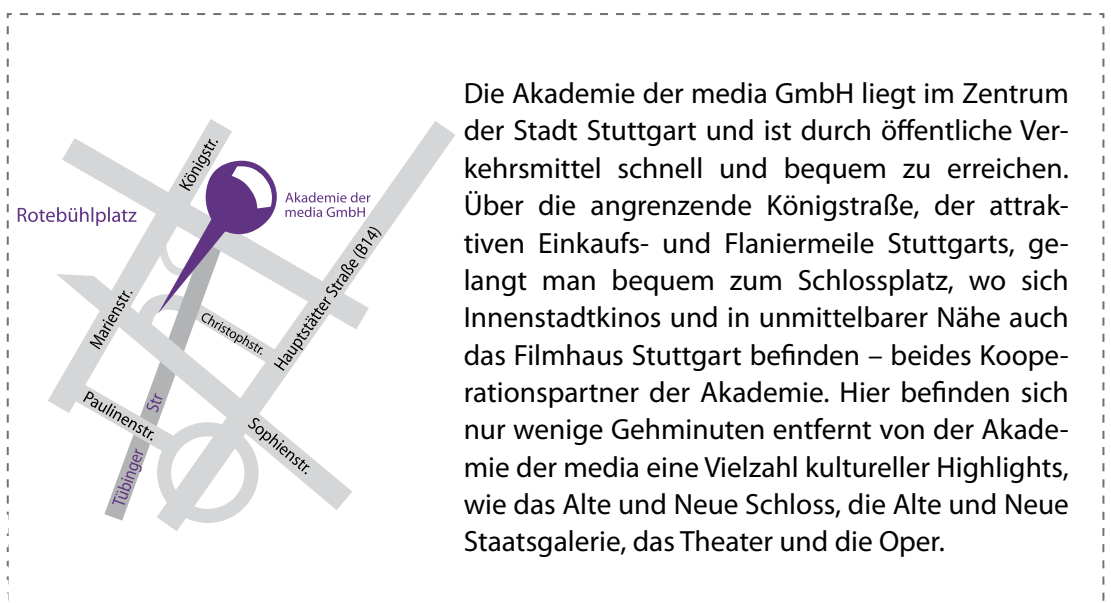 Königstr.
Rotebühlplatz
Akademie der
media GmbH
Hauptstätter Straße (B14)
Marienstr.
Christophstr.
Paulinenstr.
Tübinger Str
Sophienstr.
Die Akademie der media GmbH liegt im Zentrum
der Stadt Stuttgart und ist durch öffentliche Ver-
kehrsmittel schnell und bequem zu erreichen.
Über die angrenzende Königstraße, der attrak-
tiven Einkaufs- und Flaniermeile Stuttgarts, ge-
langt man bequem zum Schlossplatz, wo sich
Innenstadtkinos und in unmittelbarer Nähe auch
das Filmhaus Stuttgart befinden – beides Koope-
rationspartner der Akademie. Hier befinden sich
nur wenige Gehminuten entfernt von der Akade-
mie der media eine Vielzahl kultureller Highlights,
wie das Alte und Neue Schloss, die Alte und Neue
Staatsgalerie, das Theater und die Oper.